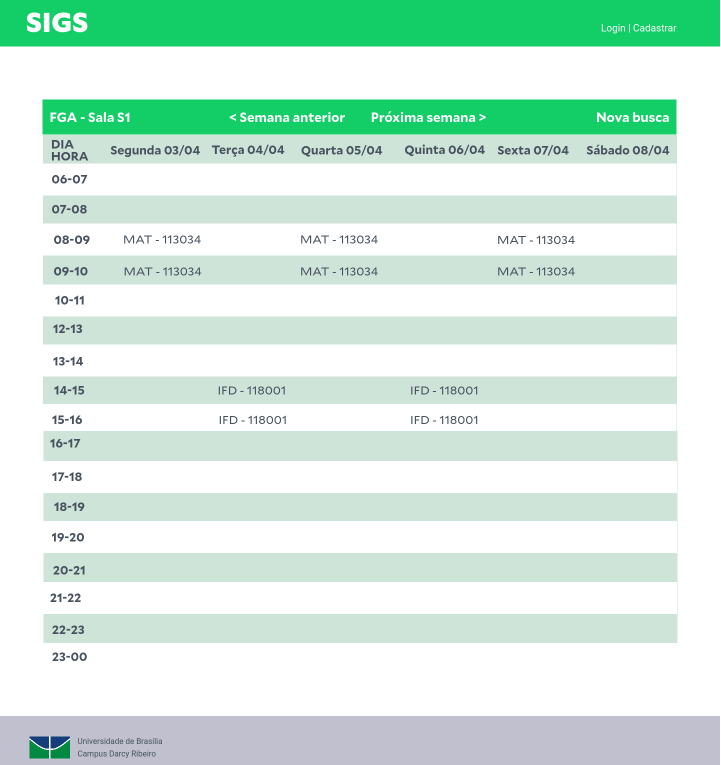 SIGS
Login | Cadastrar
FGA - Sala S1 < Semana anterior Próxima semana > Nova busca
DIA
HORA Segunda 03/04 Terça 04/04 Quarta 05/04 Quinta 06/04 Sexta 07/04 Sábado 08/04
06-07
07-08
08-09 MAT - 113034 MAT - 113034 MAT - 113034
09-10 MAT - 113034 MAT - 113034 MAT - 113034
10-11
12-13
13-14
14-15 IFD - 118001 IFD - 118001
15-16 IFD - 118001 IFD - 118001
16-17
17-18
18-19
19-20
20-21
21-22
22-23
23-00
Universidade de Brasília
Campus Darcy Ribeiro